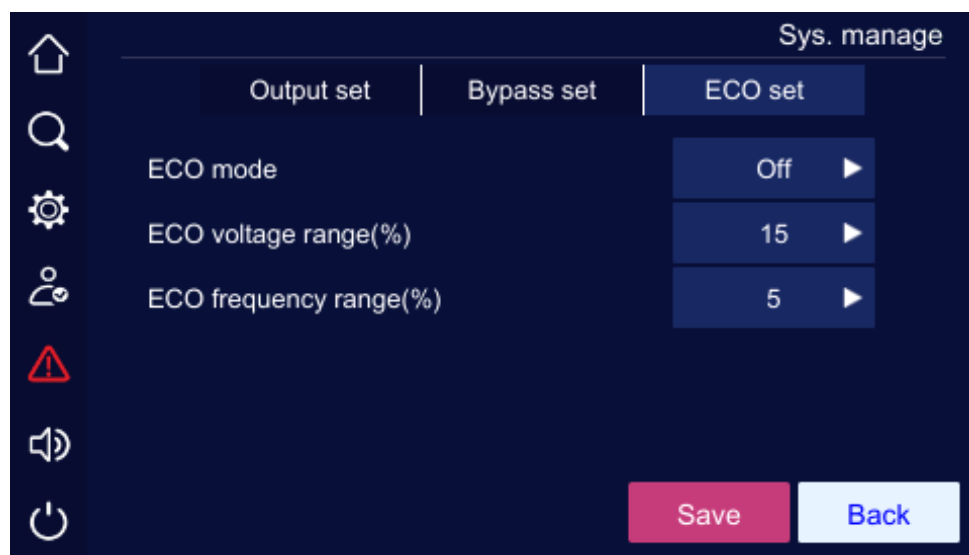 Sys. manage
Output set Bypass set ECO set
ECO mode Off
ECO voltage range(%) 15
ECO frequency range(%) 5
Save Back